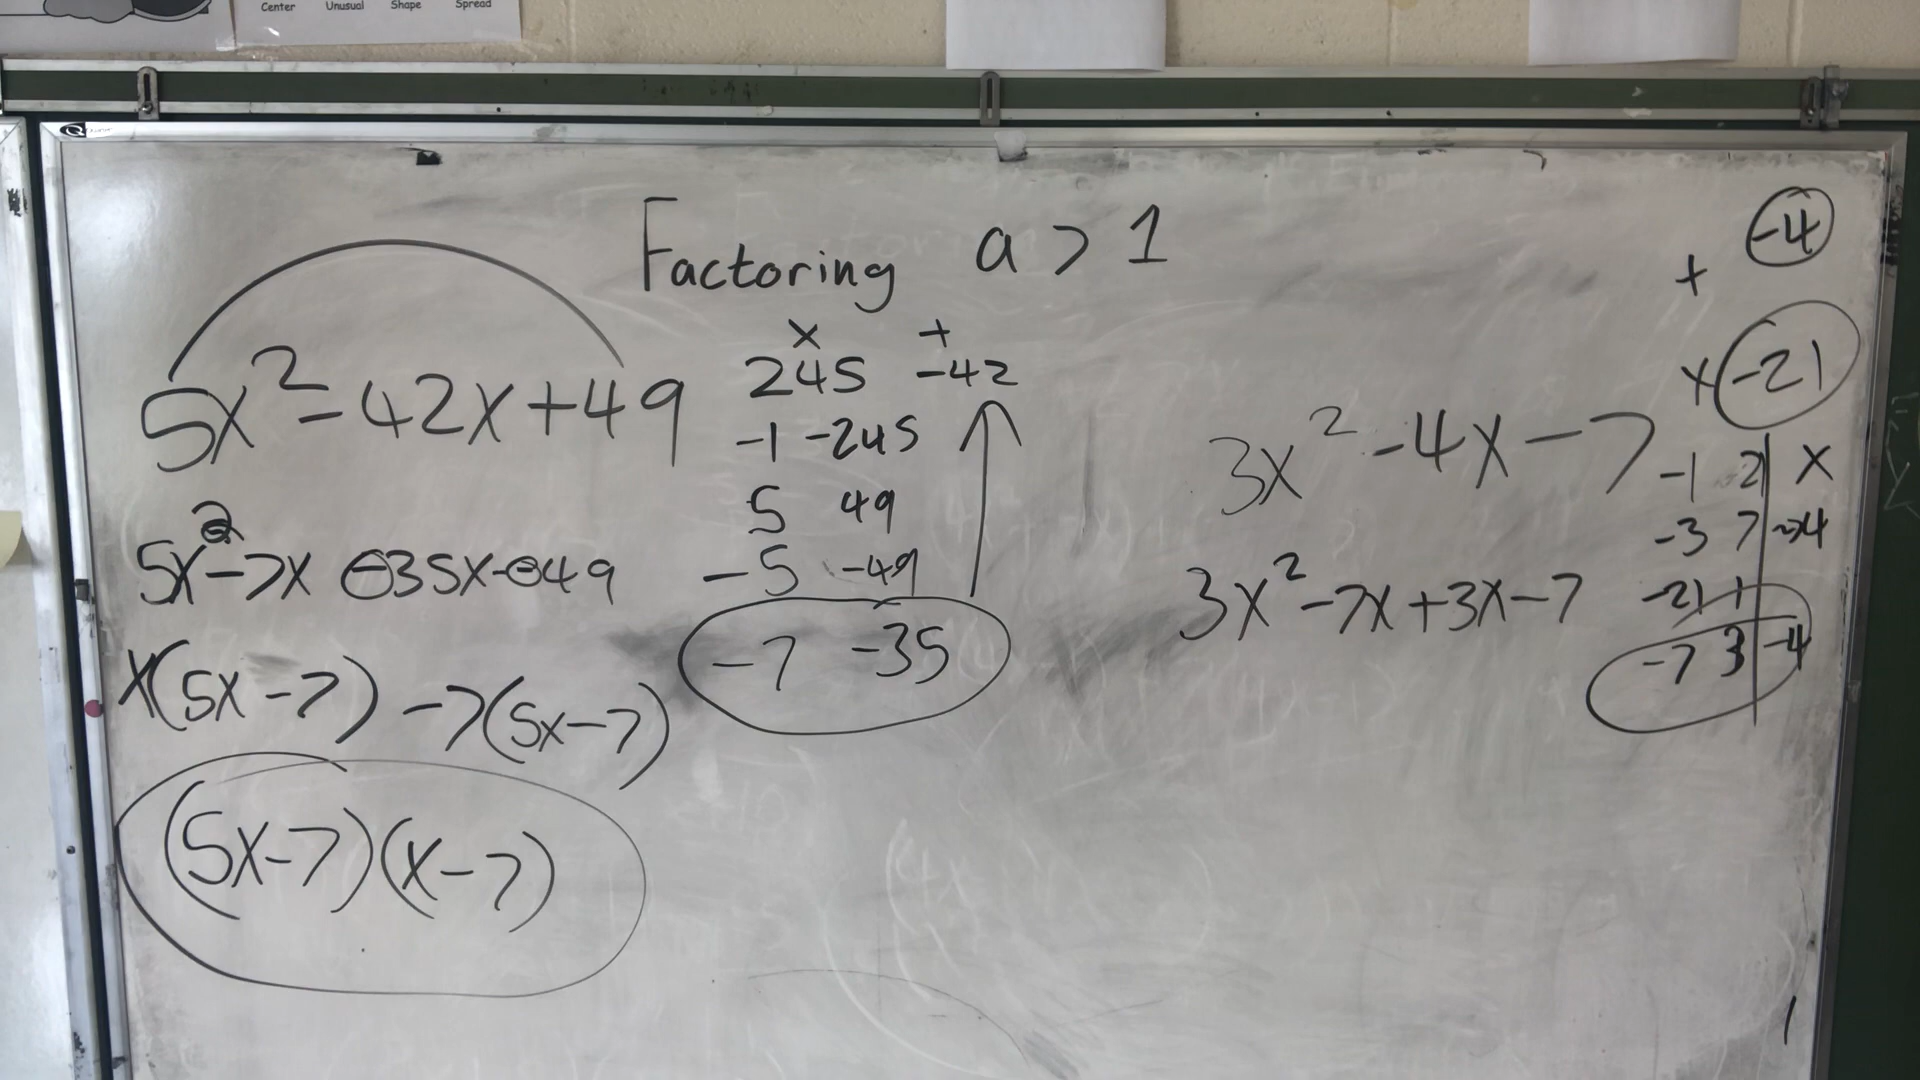 Center Unusual Shape Spread
Factoring a > 1
5x² - 42x + 49
x +
245 -42
-1 -245
5 49
-5 -49
-7 -35
5x² - 7x - 35x 49
x(5x - 7) - 7(5x - 7)
(5x - 7)(x - 7)
+ -4
x -21
3x² - 4x - 7
3x² - 7x + 3x - 7
-1 21 x
-3 7
-21 1
-7 3 -4